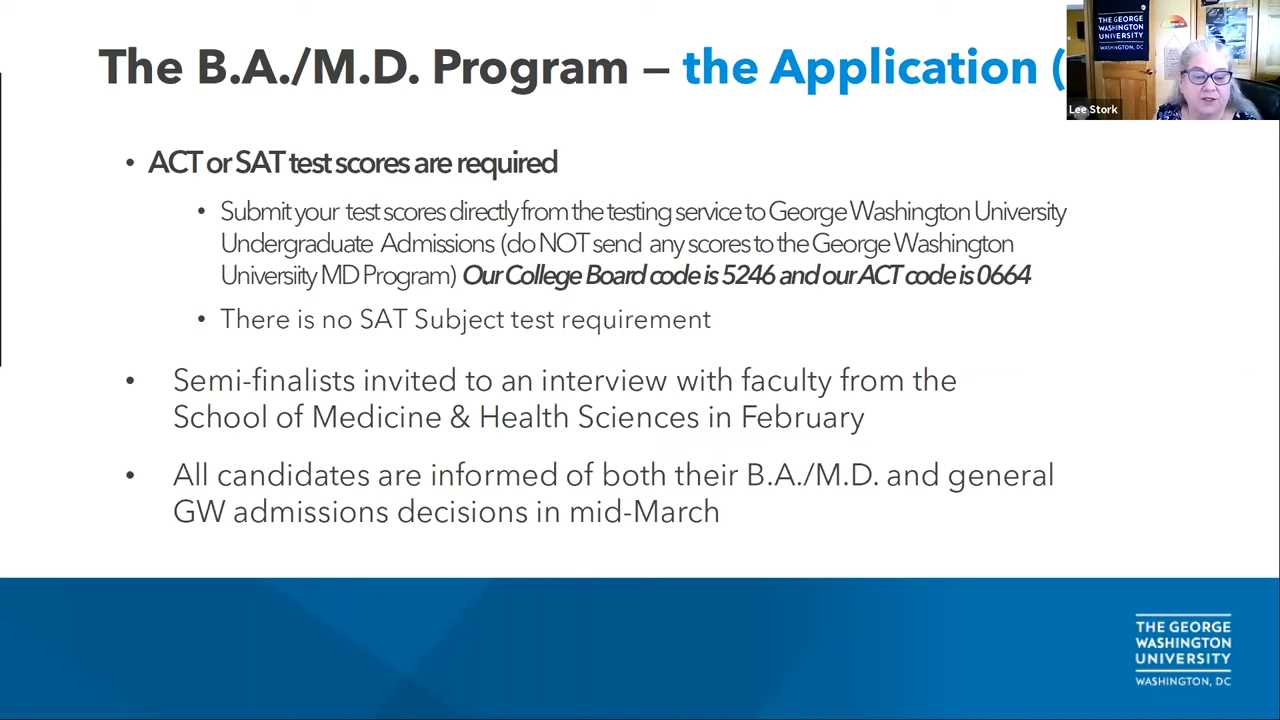 The B.A./M.D. Program – the Application (
THE GEORGE
WASHINGTON
UNIVERSITY
WASHINGTON, DC
Lee Stork
• ACT or SAT test scores are required
• Submit your test scores directly from the testing service to George Washington University
Undergraduate Admissions (do NOT send any scores to the George Washington
Universiity MD Program) Our College Board code is 5246 and our ACT code is 0664
• There is no SAT Subject test requirement
• Semi-finalists invited to an interview with faculty from the
School of Medicine & Health Sciences in February
• All candidates are informed of both their B.A./M.D. and general
GW admissions decisions in mid-March
THE GEORGE
WASHINGTON
UNIVERSITY
WASHINGTON, DC